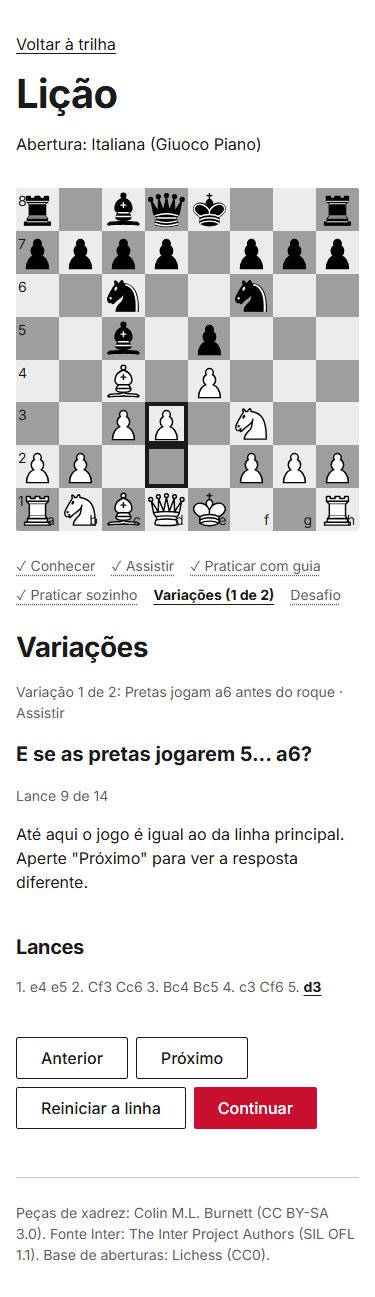 Voltar à trilha
Lição
Abertura: Italiana (Giuoco Piano)
8
7
6
5
4
3
2
1
a b c d e f g h
✓ Conhecer ✓ Assistir ✓ Praticar com guia
✓ Praticar sozinho Variações (1 de 2) Desafio
Variações
Variação 1 de 2: Pretas jogam a6 antes do roque ·
Assistir
E se as pretas jogarem 5... a6?
Lance 9 de 14
Até aqui o jogo é igual ao da linha principal.
Aperte "Próximo" para ver a resposta
diferente.
Lances
1. e4 e5 2. Cf3 Cc6 3. Bc4 Bc5 4. c3 Cf6 5. d3
Anterior Próximo
Reiniciar a linha Continuar
Peças de xadrez: Colin M.L. Burnett (CC BY-SA
3.0). Fonte Inter: The Inter Project Authors (SIL OFL
1.1). Base de aberturas: Lichess (CC0).